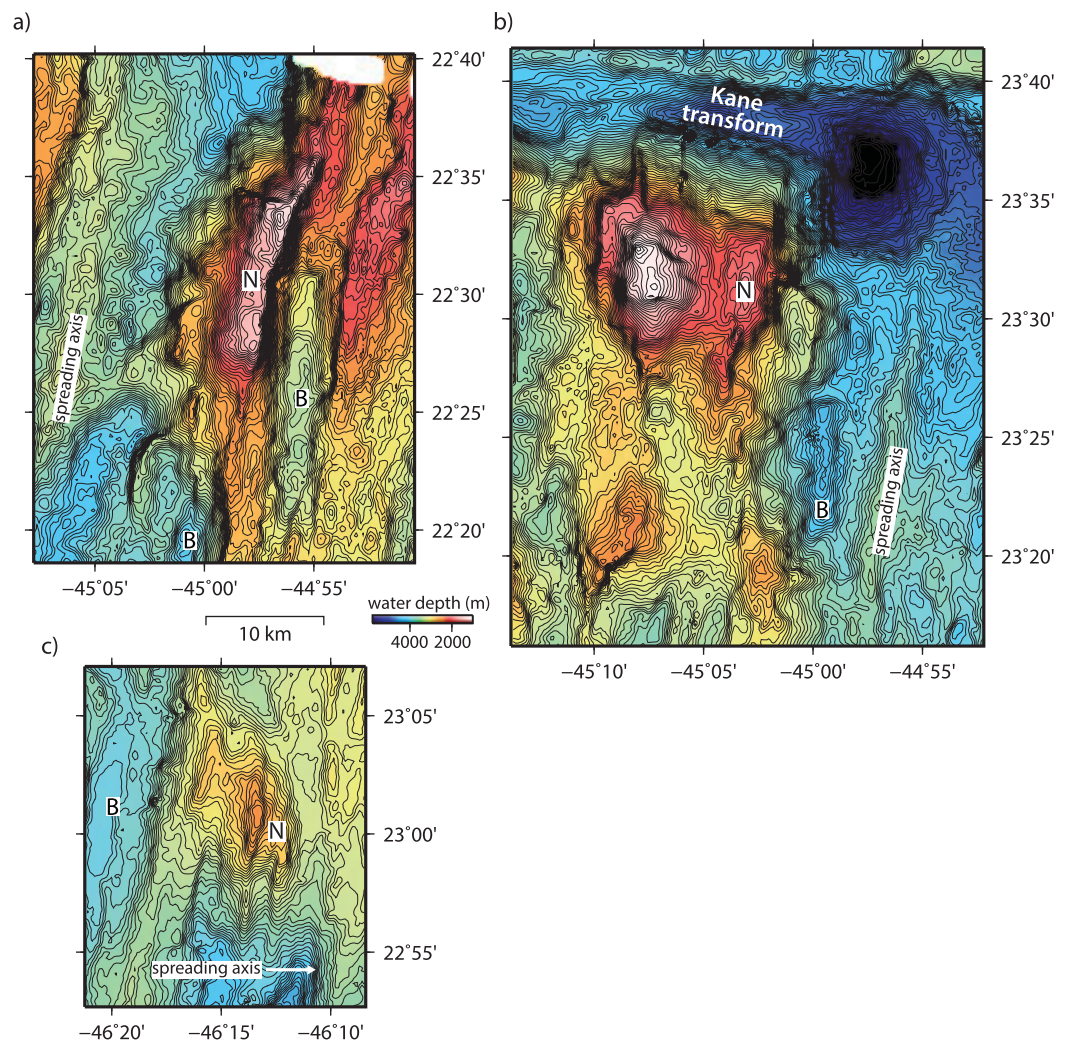 a)
22˚40'
22˚35'
22˚30'
22˚25'
22˚20'
N
B
B
spreading axis
−45˚05'
−45˚00'
−44˚55'
10 km
water depth (m)
4000 2000
b)
Kane
transform
N
B
spreading axis
23˚40'
23˚35'
23˚30'
23˚25'
23˚20'
−45˚10'
−45˚05'
−45˚00'
−44˚55'
c)
B
N
spreading axis
23˚05'
23˚00'
22˚55'
−46˚20'
−46˚15'
−46˚10'